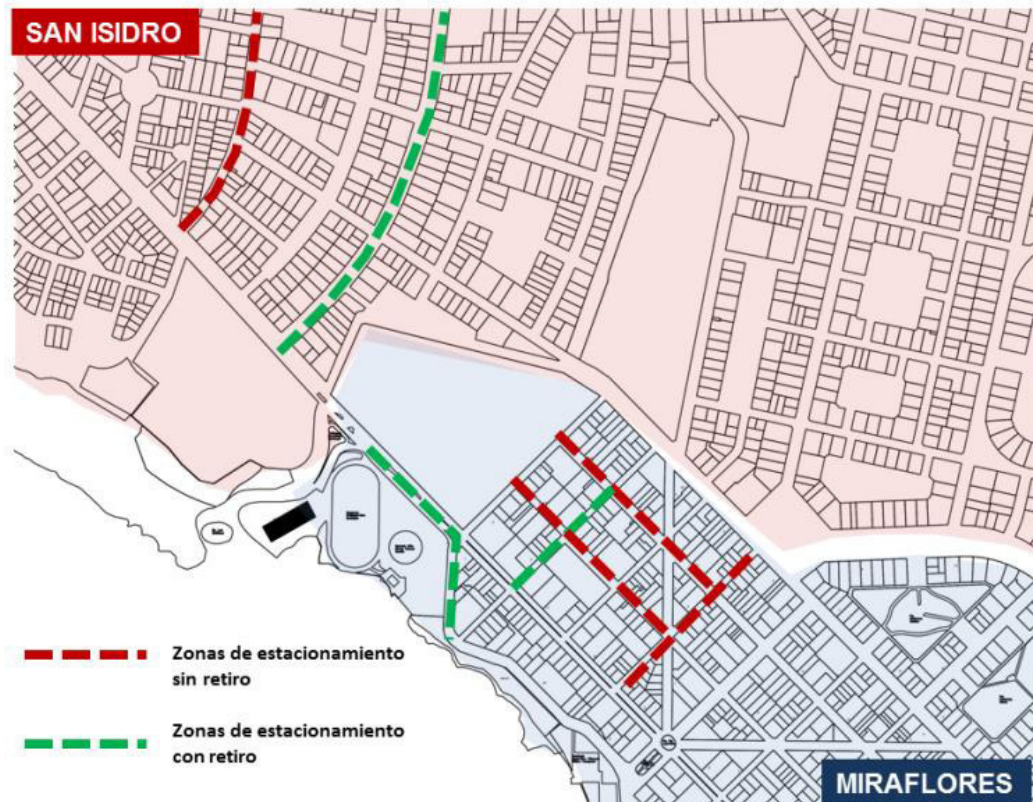 SAN ISIDRO
Zonas de estacionamiento
sin retiro
Zonas de estacionamiento
con retiro
MIRAFLORES